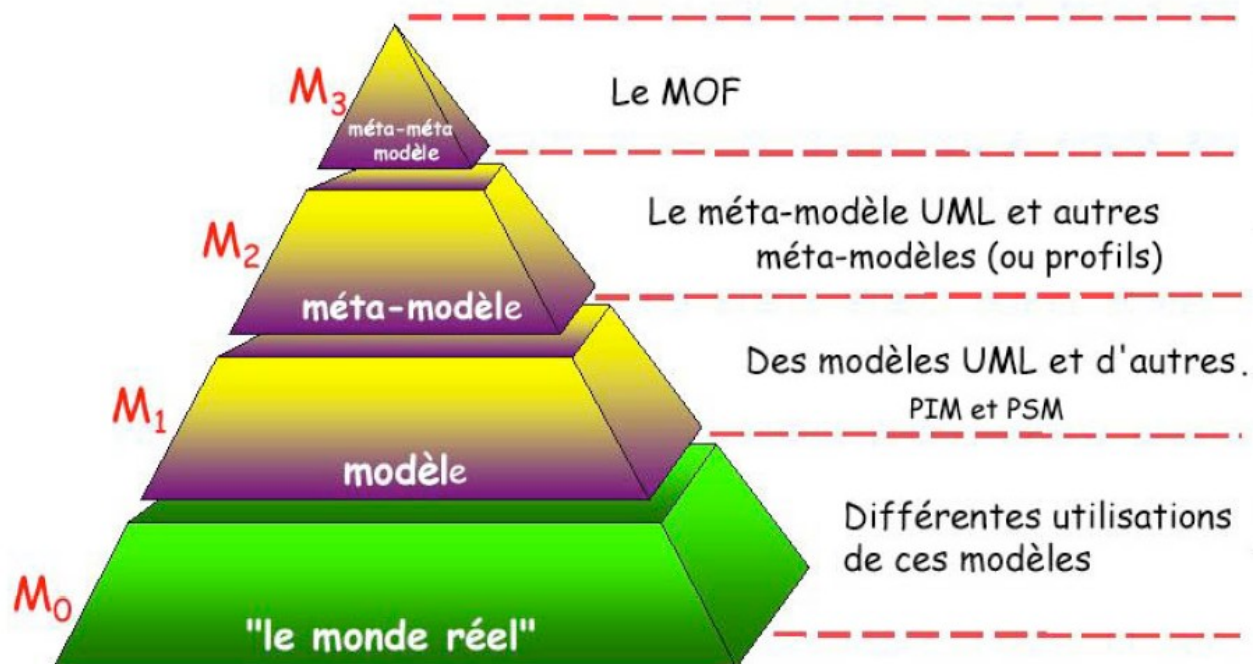 M3
méta-méta
modèle
Le MOF
M2
méta-modèle
Le méta-modèle UML et autres
méta-modèles (ou profils)
M1
modèle
Des modèles UML et d'autres.
PIM et PSM
M0
"le monde réel"
Différentes utilisations
de ces modèles